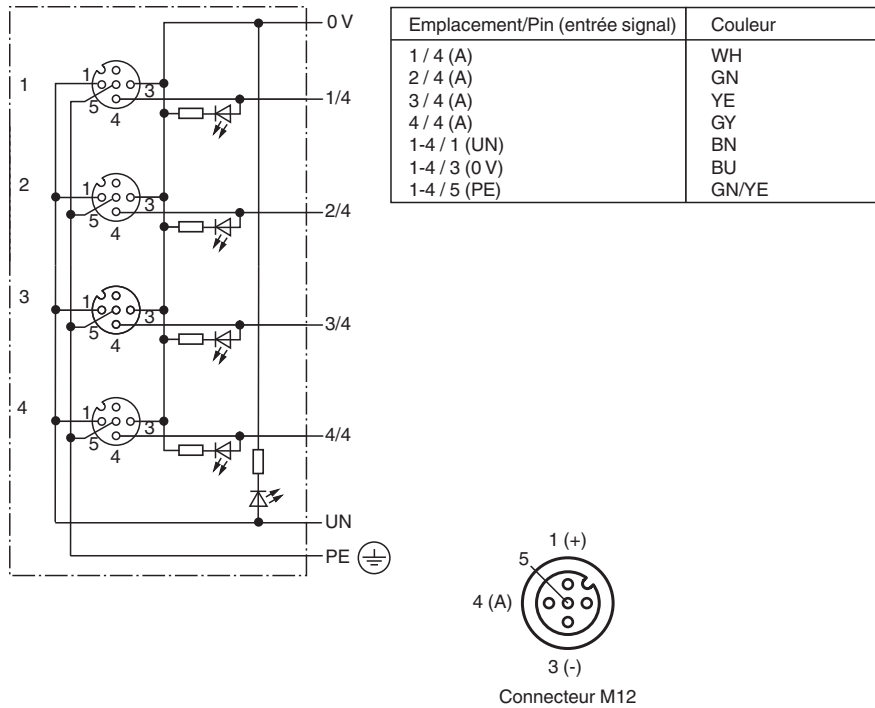 0 V
1
1
3
5
4
1/4
2
1
3
5
4
2/4
3
1
3
5
4
3/4
4
1
3
5
4
4/4
UN
PE
Emplacement/Pin (entrée signal) Couleur
1 / 4 (A) WH
2 / 4 (A) GN
3 / 4 (A) YE
4 / 4 (A) GY
1-4 / 1 (UN) BN
1-4 / 3 (0 V) BU
1-4 / 5 (PE) GN/YE
1 (+)
5
4 (A)
3 (-)
Connecteur M12